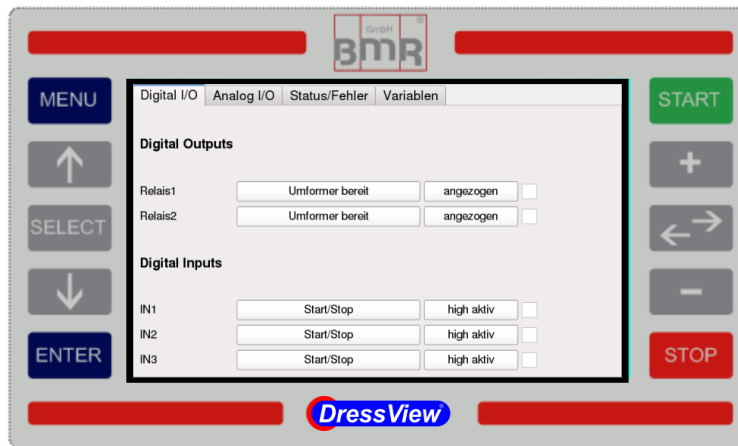 GmbH
BMR
®
MENU
SELECT
ENTER
Digital I/O Analog I/O Status/Fehler Variablen
Digital Outputs
Relais1 Umformer bereit angezogen
Relais2 Umformer bereit angezogen
Digital Inputs
IN1 Start/Stop high aktiv
IN2 Start/Stop high aktiv
IN3 Start/Stop high aktiv
START
+
−
STOP
DressView